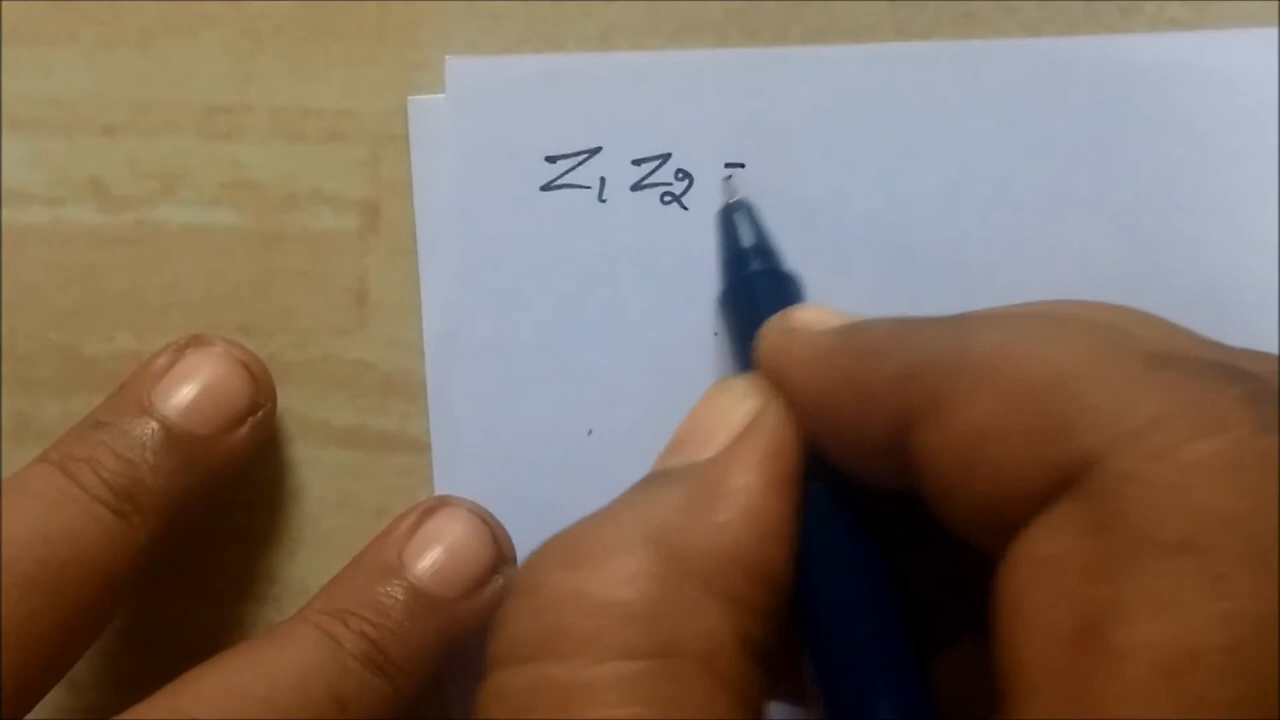 Z₁ Z₂ =